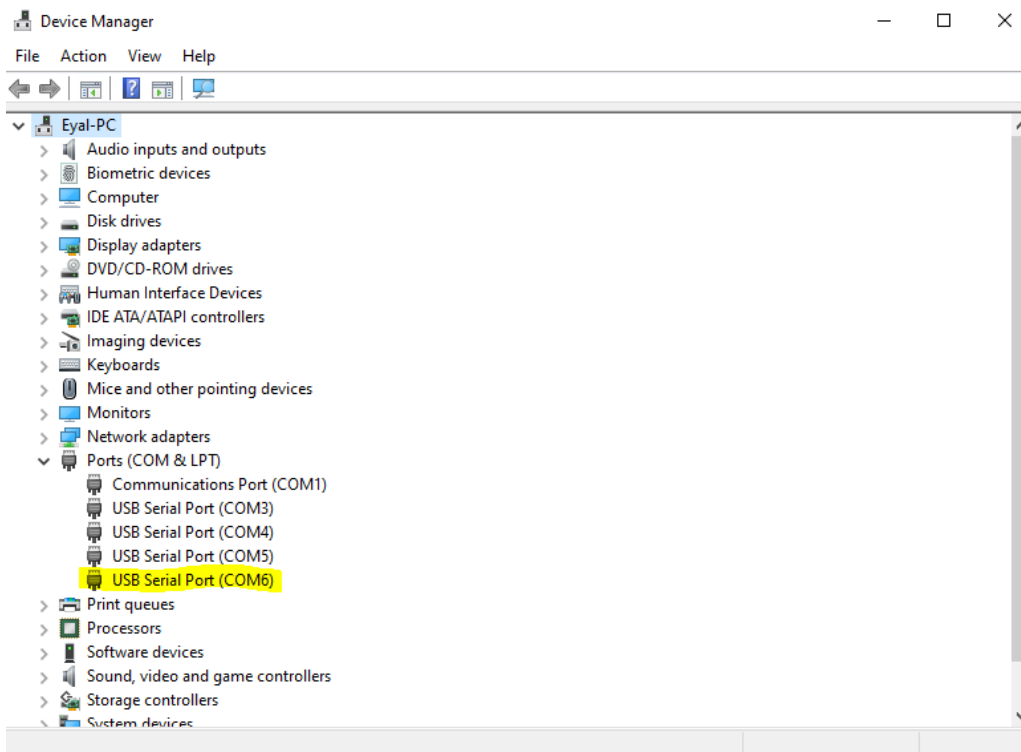 Device Manager
File Action View Help
Eyal-PC
Audio inputs and outputs
Biometric devices
Computer
Disk drives
Display adapters
DVD/CD-ROM drives
Human Interface Devices
IDE ATA/ATAPI controllers
Imaging devices
Keyboards
Mice and other pointing devices
Monitors
Network adapters
Ports (COM & LPT)
Communications Port (COM1)
USB Serial Port (COM3)
USB Serial Port (COM4)
USB Serial Port (COM5)
USB Serial Port (COM6)
Print queues
Processors
Software devices
Sound, video and game controllers
Storage controllers
System devices